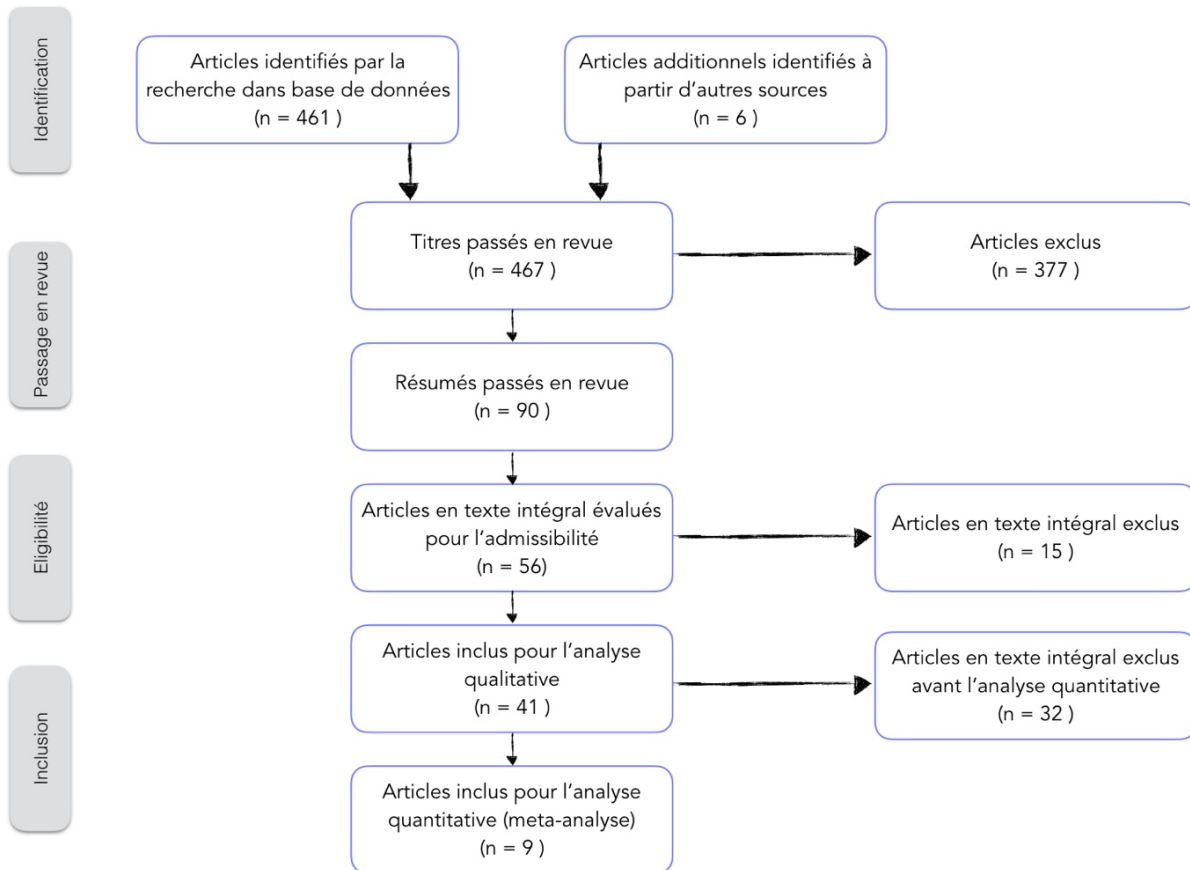 Identification
Articles identifiés par la
recherche dans base de données
(n = 461 )
Articles additionnels identifiés à
partir d'autres sources
(n = 6 )
Passage en revue
Titres passés en revue
(n = 467 )
Articles exclus
(n = 377 )
Résumés passés en revue
(n = 90 )
Eligibilité
Articles en texte intégral évalués
pour l'admissibilité
(n = 56)
Articles en texte intégral exclus
(n = 15 )
Inclusion
Articles inclus pour l'analyse
qualitative
(n = 41 )
Articles en texte intégral exclus
avant l'analyse quantitative
(n = 32 )
Articles inclus pour l'analyse
quantitative (meta-analyse)
(n = 9 )